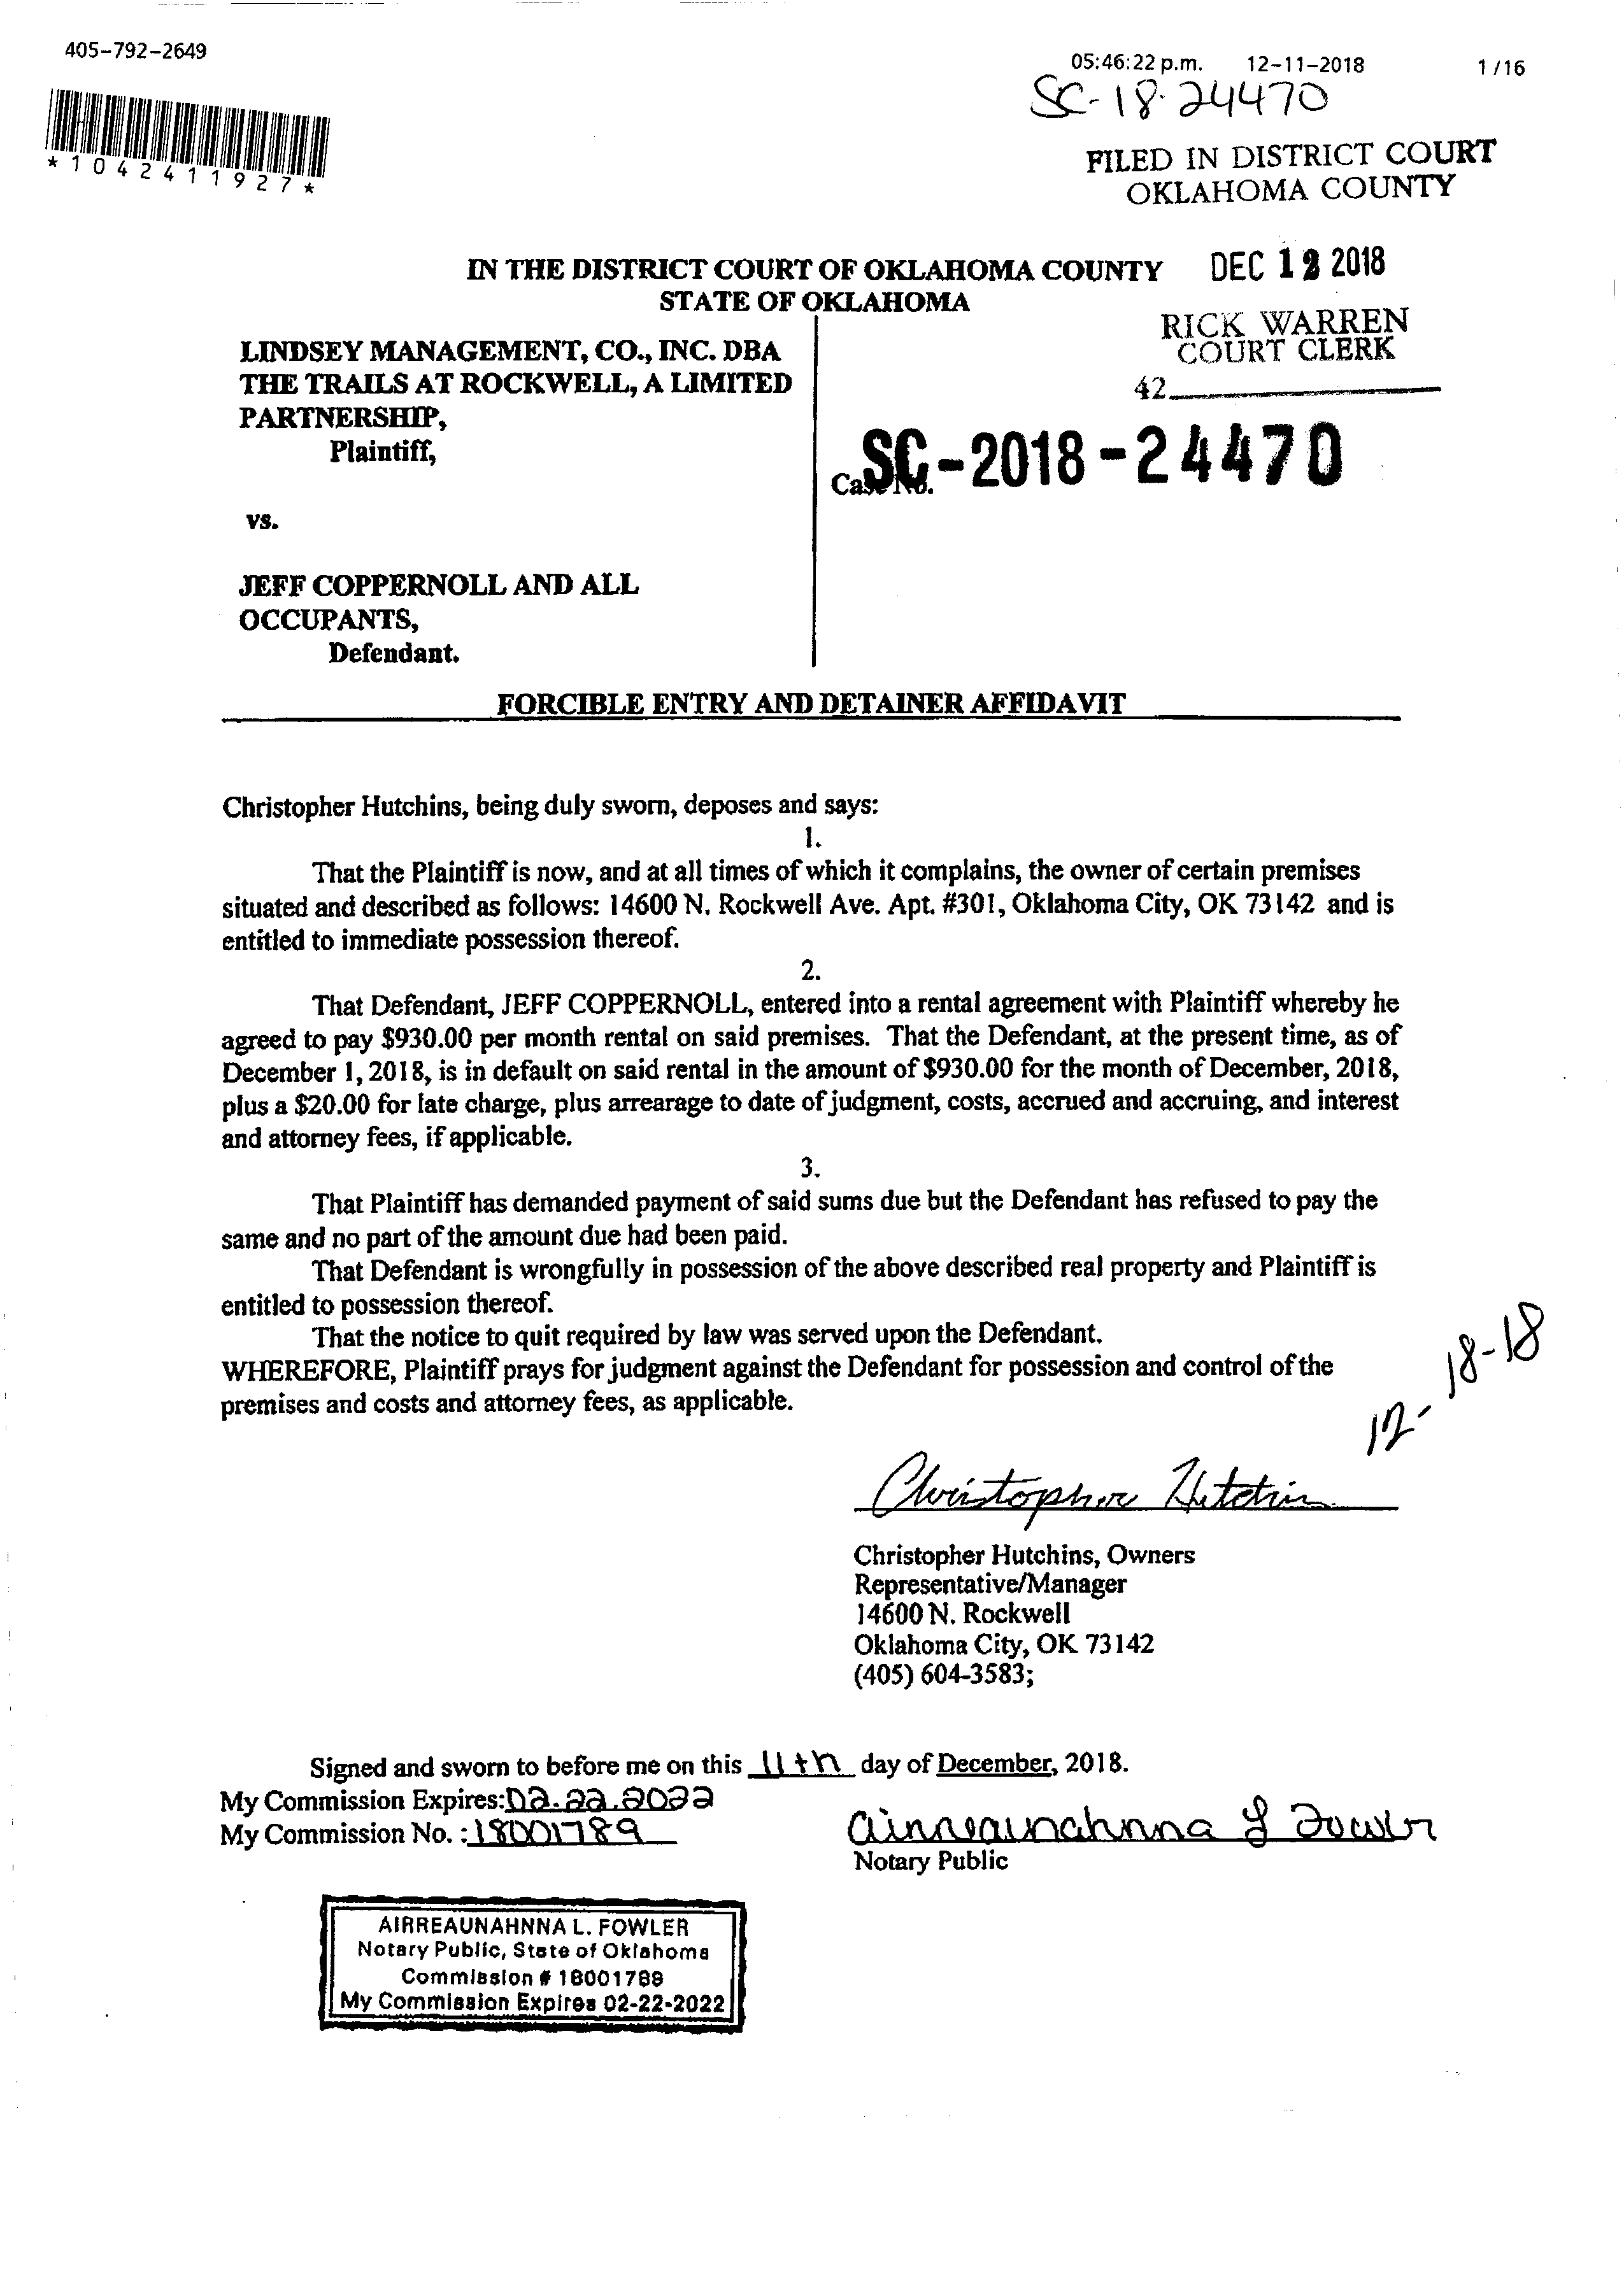 405-792-2649
05:46:22 p.m. 12-11-2018 1 /16
SC-18-24470
*1042411927*
FILED IN DISTRICT COURT
OKLAHOMA COUNTY
IN THE DISTRICT COURT OF OKLAHOMA COUNTY
DEC 12 2018
STATE OF OKLAHOMA
RICK WARREN
COURT CLERK
42
LINDSEY MANAGEMENT, CO., INC. DBA
THE TRAILS AT ROCKWELL, A LIMITED
PARTNERSHIP,
Plaintiff,
Case No. SC-2018-24470
vs.
JEFF COPPERNOLL AND ALL
OCCUPANTS,
Defendant.
FORCIBLE ENTRY AND DETAINER AFFIDAVIT
Christopher Hutchins, being duly sworn, deposes and says:
1.
That the Plaintiff is now, and at all times of which it complains, the owner of certain premises
situated and described as follows: 14600 N. Rockwell Ave. Apt. #301, Oklahoma City, OK 73142 and is
entitled to immediate possession thereof.
2.
That Defendant, JEFF COPPERNOLL, entered into a rental agreement with Plaintiff whereby he
agreed to pay $930.00 per month rental on said premises. That the Defendant, at the present time, as of
December 1, 2018, is in default on said rental in the amount of $930.00 for the month of December, 2018,
plus a $20.00 for late charge, plus arrearage to date of judgment, costs, accrued and accruing, and interest
and attorney fees, if applicable.
3.
That Plaintiff has demanded payment of said sums due but the Defendant has refused to pay the
same and no part of the amount due had been paid.
That Defendant is wrongfully in possession of the above described real property and Plaintiff is
entitled to possession thereof.
That the notice to quit required by law was served upon the Defendant.
WHEREFORE, Plaintiff prays for judgment against the Defendant for possession and control of the
premises and costs and attorney fees, as applicable.
12-18-18
Christopher Hutchins
Christopher Hutchins, Owners
Representative/Manager
14600 N. Rockwell
Oklahoma City, OK 73142
(405) 604-3583;
Signed and sworn to before me on this 11th day of December, 2018.
My Commission Expires: 02.22.2022
My Commission No. : 18001789
Airreaunahnna L Fowler
Notary Public
AIRREAUNAHNNA L. FOWLER
Notary Public, State of Oklahoma
Commission # 18001789
My Commission Expires 02-22-2022